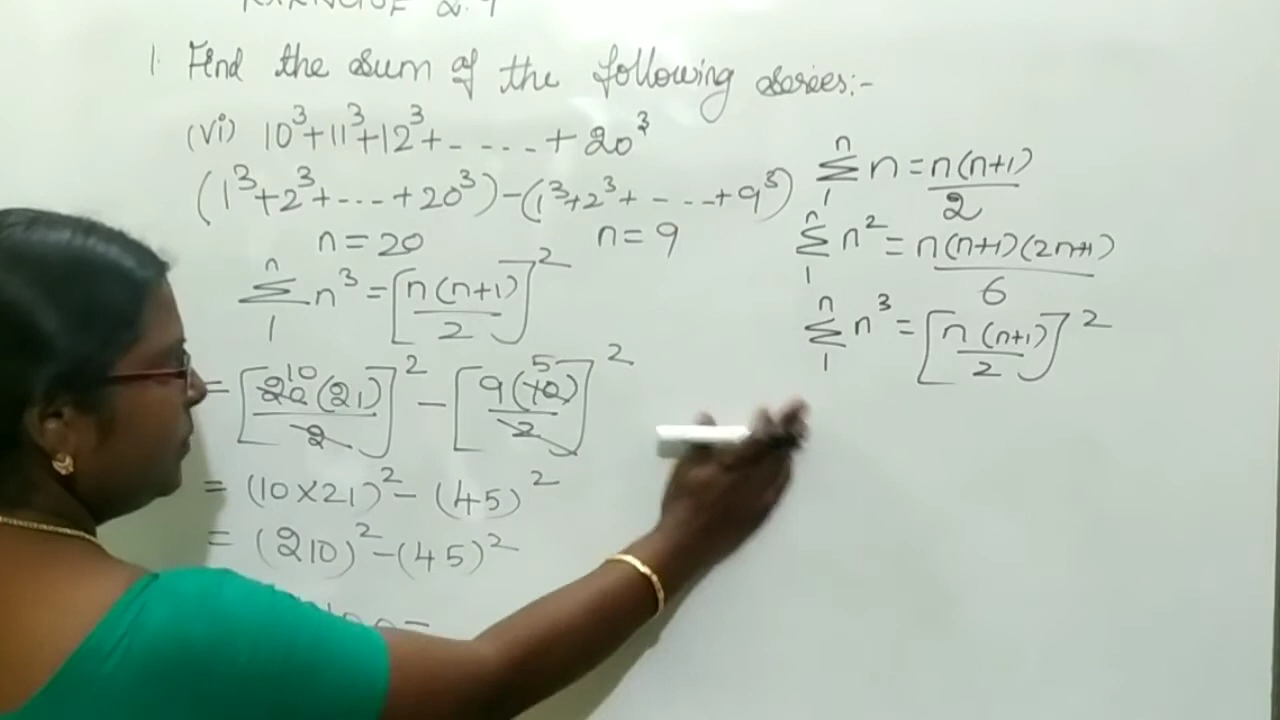 1. Find the sum of the following series:-
(vi) 10³+11³+12³+-....+20³
(1³+2³+...+20³)-(1³+2³+-...+9³)
n=20 n=9
n Σ 1 n³=[n(n+1)/2]²
=[20(21)/2]²-[9(10)/2]² 10 5
=(10×21)²-(45)²
=(210)²-(45)²
n Σ 1 n=n(n+1)/2
n Σ 1 n²=n(n+1)(2n+1)/6
n Σ 1 n³=[n(n+1)/2]²